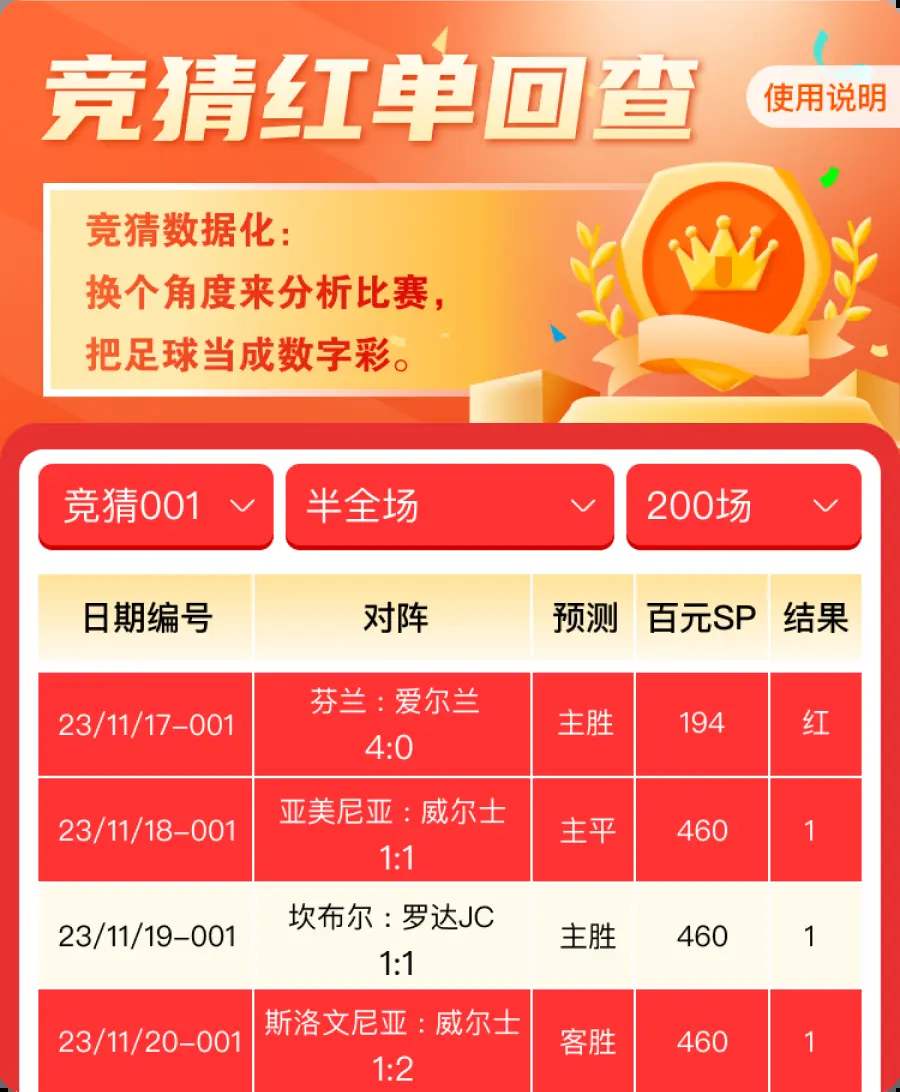 竞猜红单回查
使用说明
竞猜数据化：
换个角度来分析比赛，
把足球当成数字彩。
竞猜001 半全场 200场
日期编号 对阵 预测 百元SP 结果
23/11/17-001 芬兰：爱尔兰 主胜 194 红
4:0
23/11/18-001 亚美尼亚：威尔士 主平 460 1
1:1
23/11/19-001 坎布尔：罗达JC 主胜 460 1
1:1
23/11/20-001 斯洛文尼亚：威尔士 客胜 460 1
1:2